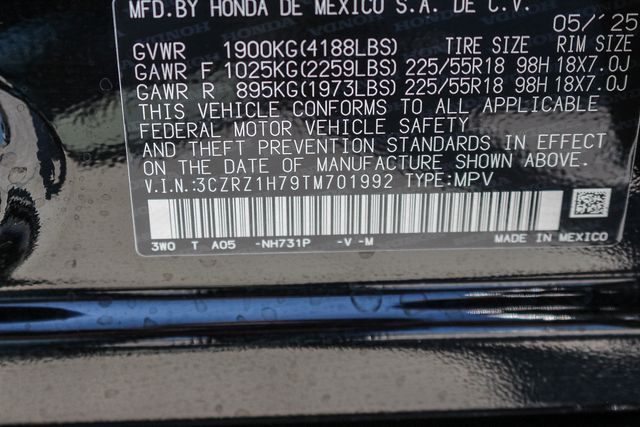 MFD.BY HONDA DE MEXICO S.A. DE C.V.
05/'25
GVWR 1900KG(4188LBS) TIRE SIZE RIM SIZE
GAWR F 1025KG(2259LBS) 225/55R18 98H 18X7.0J
GAWR R 895KG(1973LBS) 225/55R18 98H 18X7.0J
THIS VEHICLE CONFORMS TO ALL APPLICABLE
FEDERAL MOTOR VEHICLE SAFETY
AND THEFT PREVENTION STANDARDS IN EFFECT
ON THE DATE OF MANUFACTURE SHOWN ABOVE.
V.I.N.:3CZRZ1H79TM701992 TYPE:MPV
3W0 T A05 -NH731P -V -M MADE IN MEXICO